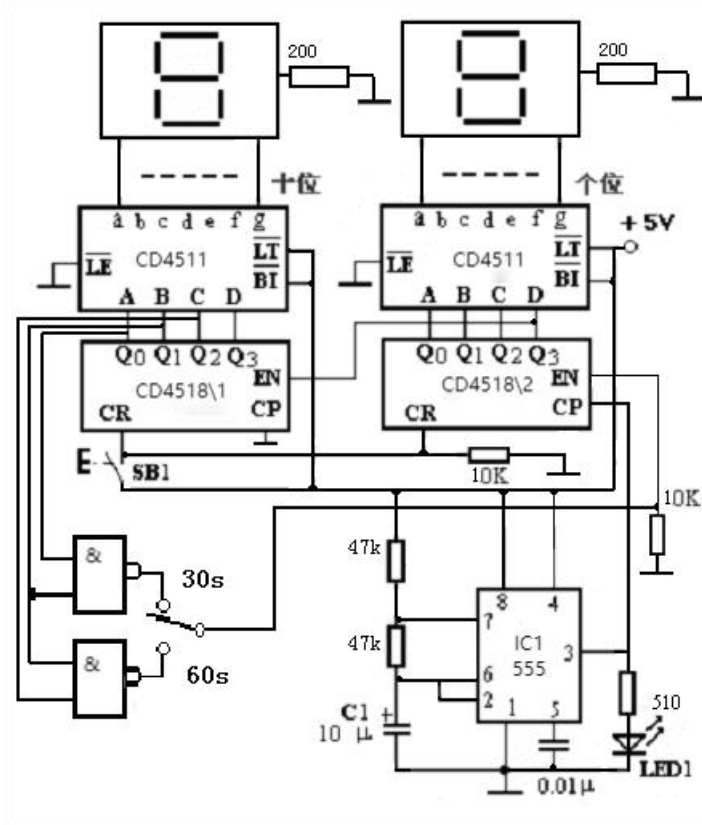 200 200
十位 个位
a b c d e f g a b c d e f g
+ 5V
LE CD4511 LT LE CD4511 LT
BI BI
A B C D A B C D
Q0 Q1 Q2 Q3 Q0 Q1 Q2 Q3
CD4518\1 EN CD4518\2 EN
CR CP CR CP
E SB1 10K 10K
& 30s 47k
8 4
7
47k IC1 3
& 60s 6 555
2
C1 + 1 5 510
10 μ
0.01μ LED1